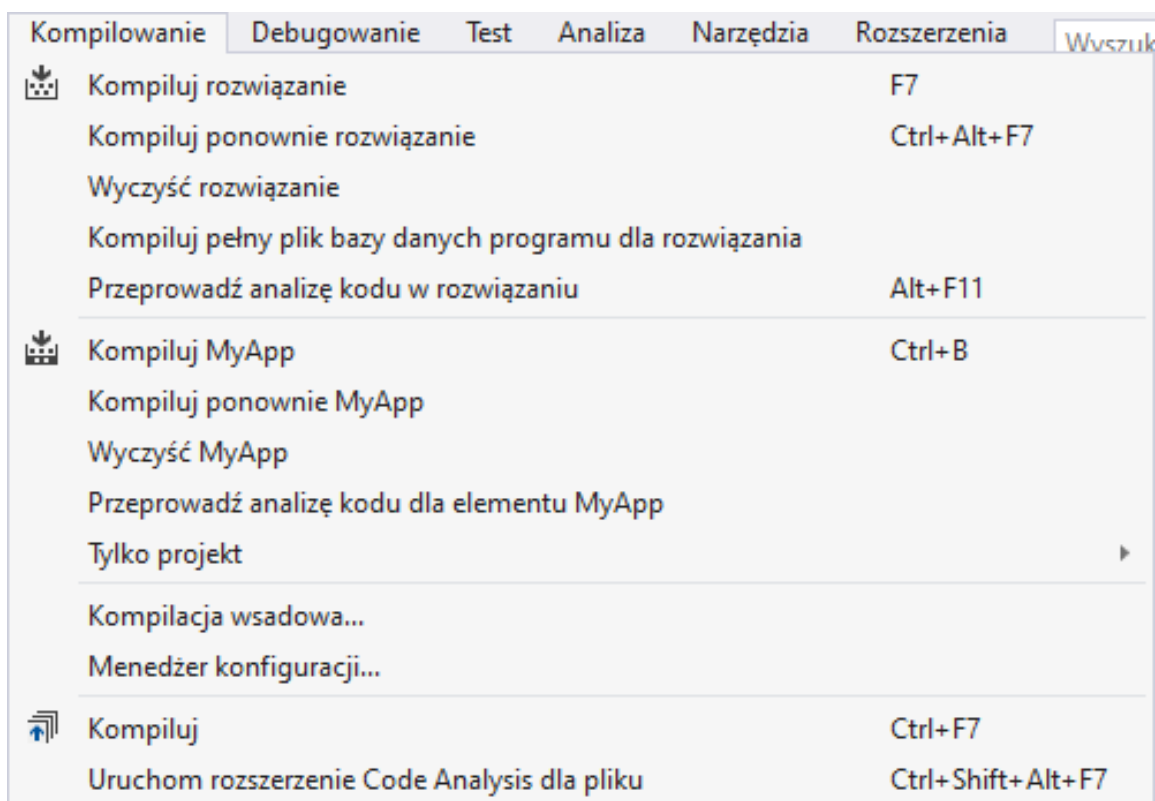 Kompilowanie Debugowanie Test Analiza Narzędzia Rozszerzenia Wyszuk
Kompiluj rozwiązanie F7
Kompiluj ponownie rozwiązanie Ctrl+Alt+F7
Wyczyść rozwiązanie
Kompiluj pełny plik bazy danych programu dla rozwiązania
Przeprowadź analizę kodu w rozwiązaniu Alt+F11
Kompiluj MyApp Ctrl+B
Kompiluj ponownie MyApp
Wyczyść MyApp
Przeprowadź analizę kodu dla elementu MyApp
Tylko projekt
Kompilacja wsadowa...
Menedżer konfiguracji...
Kompiluj Ctrl+F7
Uruchom rozszerzenie Code Analysis dla pliku Ctrl+Shift+Alt+F7